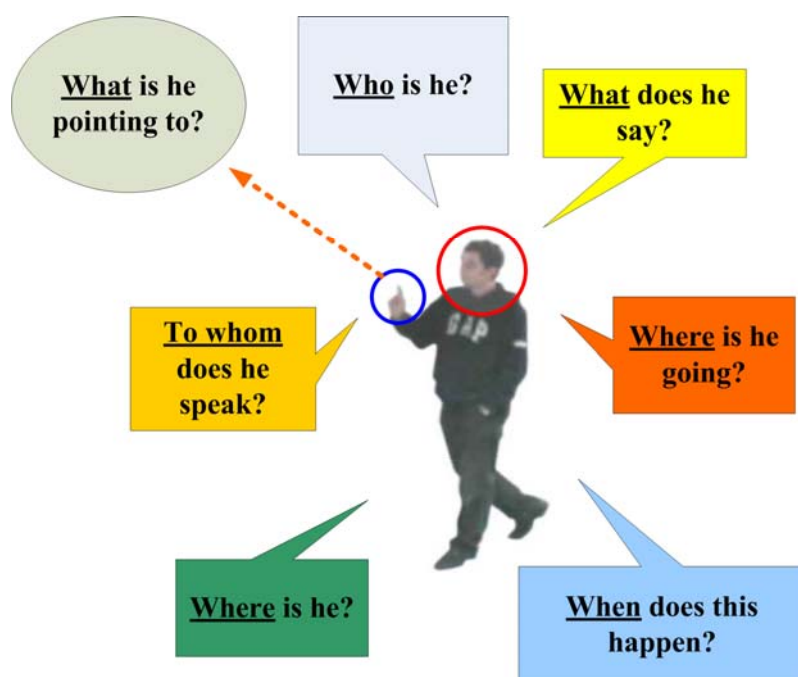 What is he
pointing to?
Who is he?
What does he
say?
To whom
does he
speak?
GAP
Where is he
going?
Where is he?
When does this
happen?